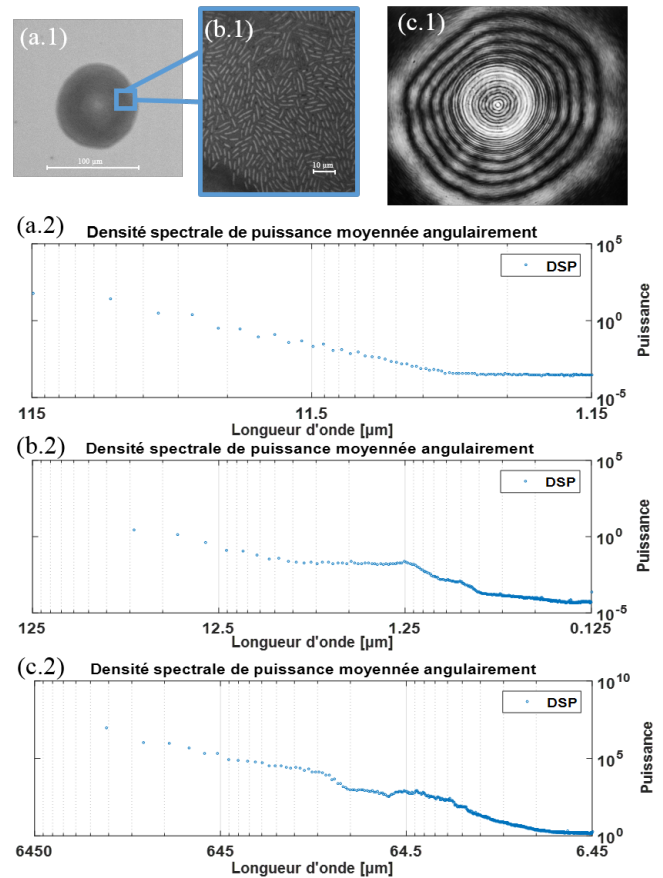 (a.1)
(b.1)
(c.1)
100 µm
10 µm
(a.2)
Densité spectrale de puissance moyennée angulairement
DSP
10^5
10^0
10^-5
Puissance
115
11.5
1.15
Longueur d'onde [µm]
(b.2)
Densité spectrale de puissance moyennée angulairement
DSP
10^5
10^0
10^-5
Puissance
125
12.5
1.25
0.125
Longueur d'onde [µm]
(c.2)
Densité spectrale de puissance moyennée angulairement
DSP
10^10
10^5
10^0
Puissance
6450
645
64.5
6.45
Longueur d'onde [µm]